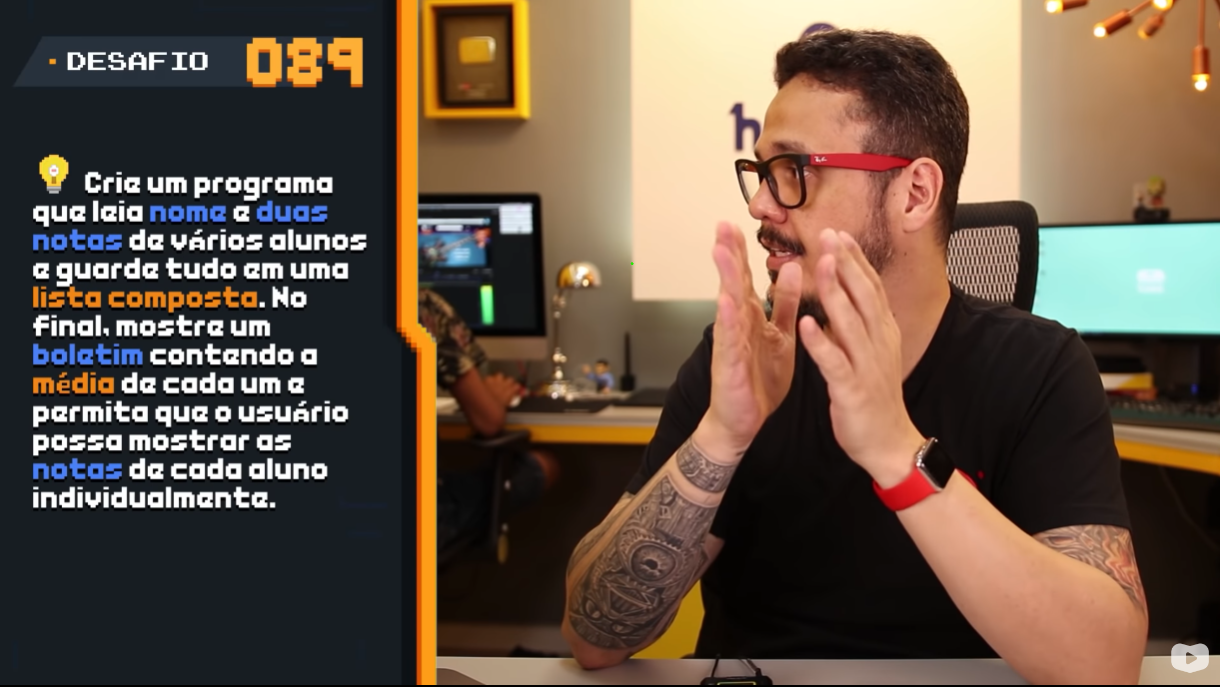 DESAFIO 089
Crie um programa
que leia nome e duas
notas de vários alunos
e guarde tudo em uma
lista composta. No
final, mostre um
boletim contendo a
média de cada um e
permita que o usuário
possa mostrar as
notas de cada aluno
individualmente.
h
Ray-Ban